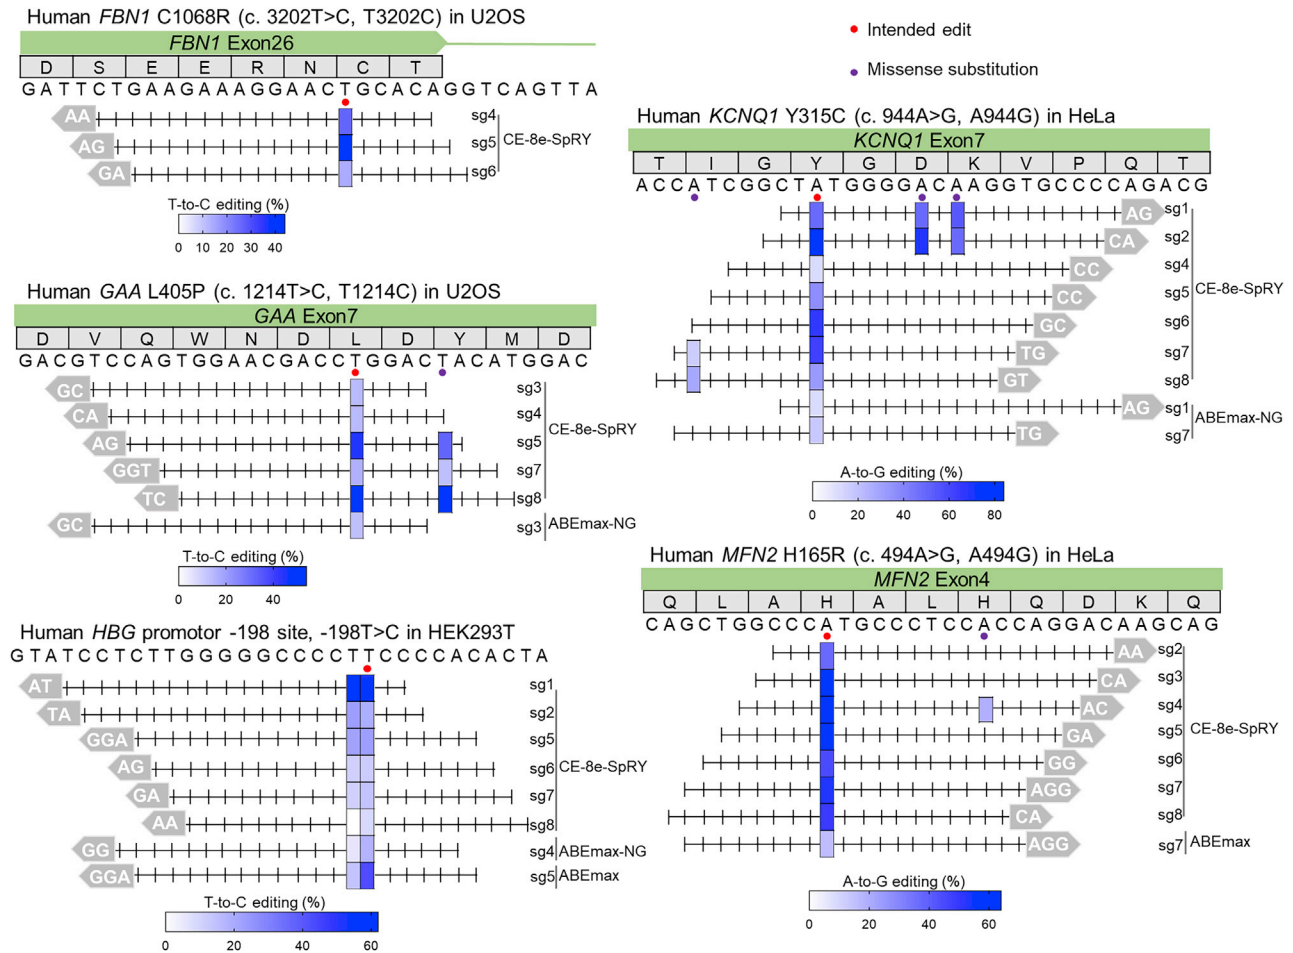 Human FBN1 C1068R (c. 3202T>C, T3202C) in U2OS
FBN1 Exon26
D S E E R N C T
G A T T C T G A A G A A A G G A A C T G C A C A G G T C A G T T A
AA sg4
AG sg5 CE-8e-SpRY
GA sg6
T-to-C editing (%)
0 10 20 30 40
Intended edit
Missense substitution
Human GAA L405P (c. 1214T>C, T1214C) in U2OS
GAA Exon7
D V Q W N D L D Y M D
G A C G T C C A G T G G A A C G A C C T G G A C T A C A T G G A C
GC sg3
CA sg4
CE-8e-SpRY
AG sg5
GGT sg7
TC sg8
GC sg3 ABEmax-NG
T-to-C editing (%)
0 20 40
Human HBG promotor -198 site, -198T>C in HEK293T
G T A T C C T C T T G G G G G G C C C C T T C C C C A C A C T A
AT sg1
TA sg2
GGA sg5
AG sg6 CE-8e-SpRY
GA sg7
AA sg8
GG sg4 ABEmax-NG
GGA sg5 ABEmax
T-to-C editing (%)
0 20 40 60
Human KCNQ1 Y315C (c. 944A>G, A944G) in HeLa
KCNQ1 Exon7
T I G Y G D K V P Q T
A C C A T C G G C T A T G G G G A C A A G G T G C C C C A G A C G
AG sg1
CA sg2
CC sg4
CE-8e-SpRY
CC sg5
GC sg6
TG sg7
GT sg8
AG sg1
ABEmax-NG
TG sg7
A-to-G editing (%)
0 20 40 60 80
Human MFN2 H165R (c. 494A>G, A494G) in HeLa
MFN2 Exon4
Q L A H A L H Q D K Q
C A G C T G G C C C A T G C C C T C C A C C A G G A C A A G C A G
AA sg2
CA sg3
AC sg4
GA sg5 CE-8e-SpRY
GG sg6
AGG sg7
CA sg8
AGG sg7 ABEmax
A-to-G editing (%)
0 20 40 60